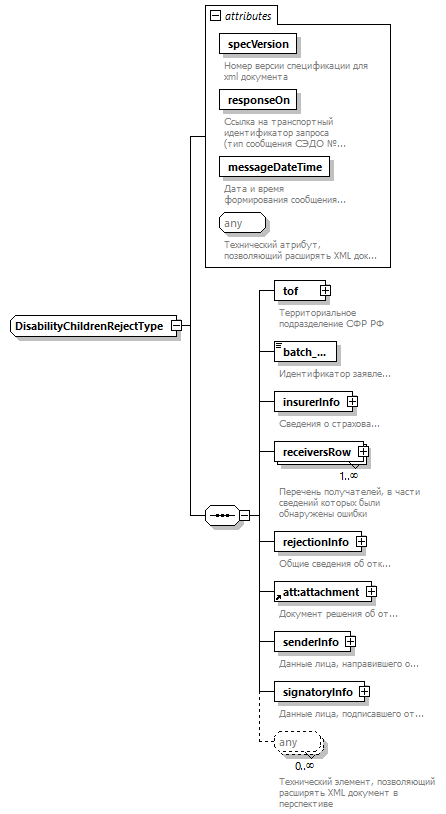 attributes
specVersion
Номер версии спецификации для
xml документа
responseOn
Ссылка на транспортный
идентификатор запроса
(тип сообщения СЭДО №...
messageDateTime
Дата и время
формирования сообщения...
any
Технический атрибут,
позволяющий расширять XML док...
DisabilityChildrenRejectType
tof
Территориальное
подразделение СФР РФ
batch_...
Идентификатор заявле...
insurerInfo
Сведения о страхова...
receiversRow
1..∞
Перечень получателей, в части
сведений которых были
обнаружены ошибки
rejectionInfo
Общие сведения об отк...
att:attachment
Документ решения об от...
senderInfo
Данные лица, направившего о...
signatoryInfo
Данные лица, подписавшего от...
any
0..∞
Технический элемент, позволяющий
расширять XML документ в
перспективе